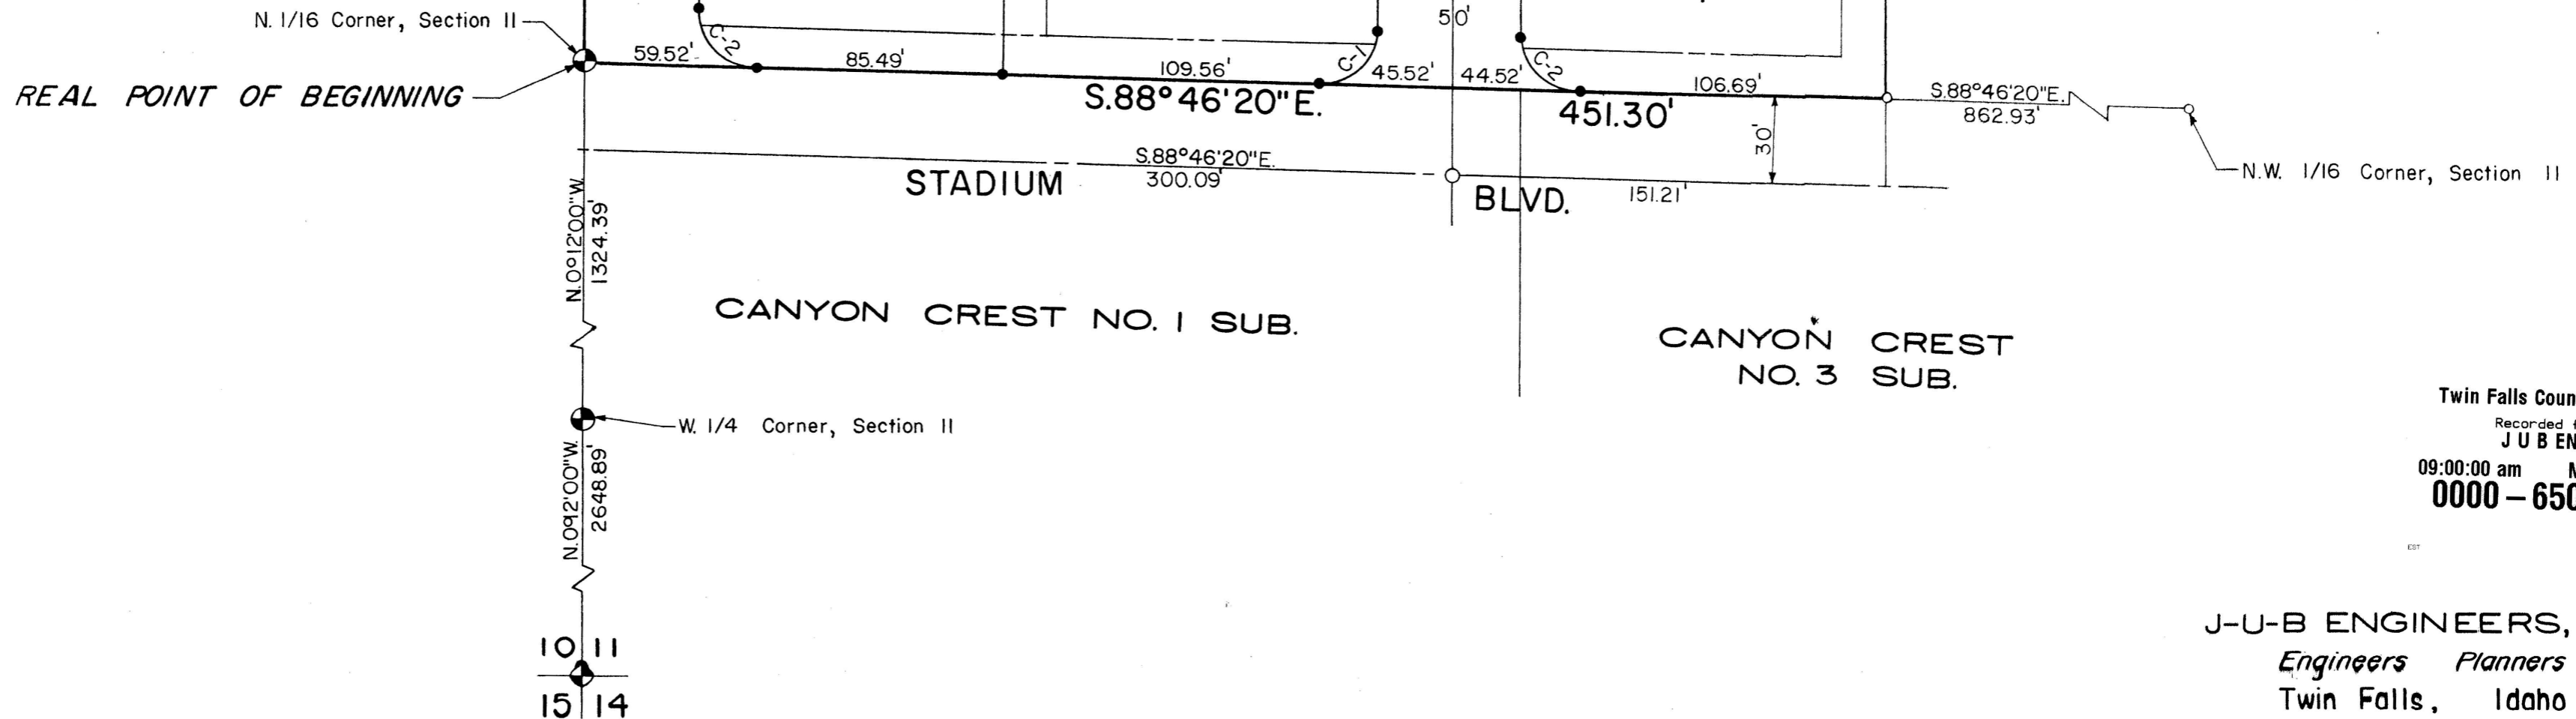 N. 1/16 Corner, Section 11
50'
C-2
C-1
C-2
59.52'
85.49'
109.56'
45.52'
44.52'
106.69'
REAL POINT OF BEGINNING
S.88°46'20"E.
451.30'
S.88°46'20"E.
862.93'
30'
S.88°46'20"E.
300.09'
151.21'
STADIUM BLVD.
N.W. 1/16 Corner, Section 11
N.0°12'00"W.
1324.39'
CANYON CREST NO. 1 SUB.
CANYON CREST
NO. 3 SUB.
W. 1/4 Corner, Section 11
N.0°12'00"W.
2648.89'
Twin Falls
Recorded
J U B
09:00:00 am
0000-650
EST
10 11
15 14
J-U-B ENGINEERS,
Engineers Planners
Twin Falls, Idaho